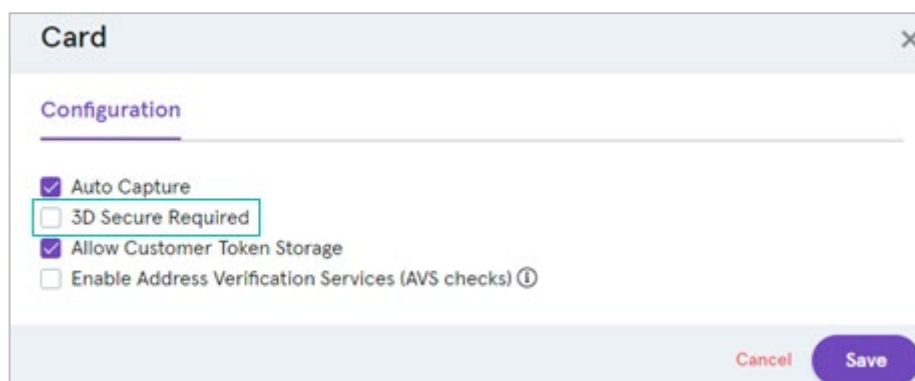 Card
Configuration
Auto Capture
3D Secure Required
Allow Customer Token Storage
Enable Address Verification Services (AVS checks)
Cancel
Save